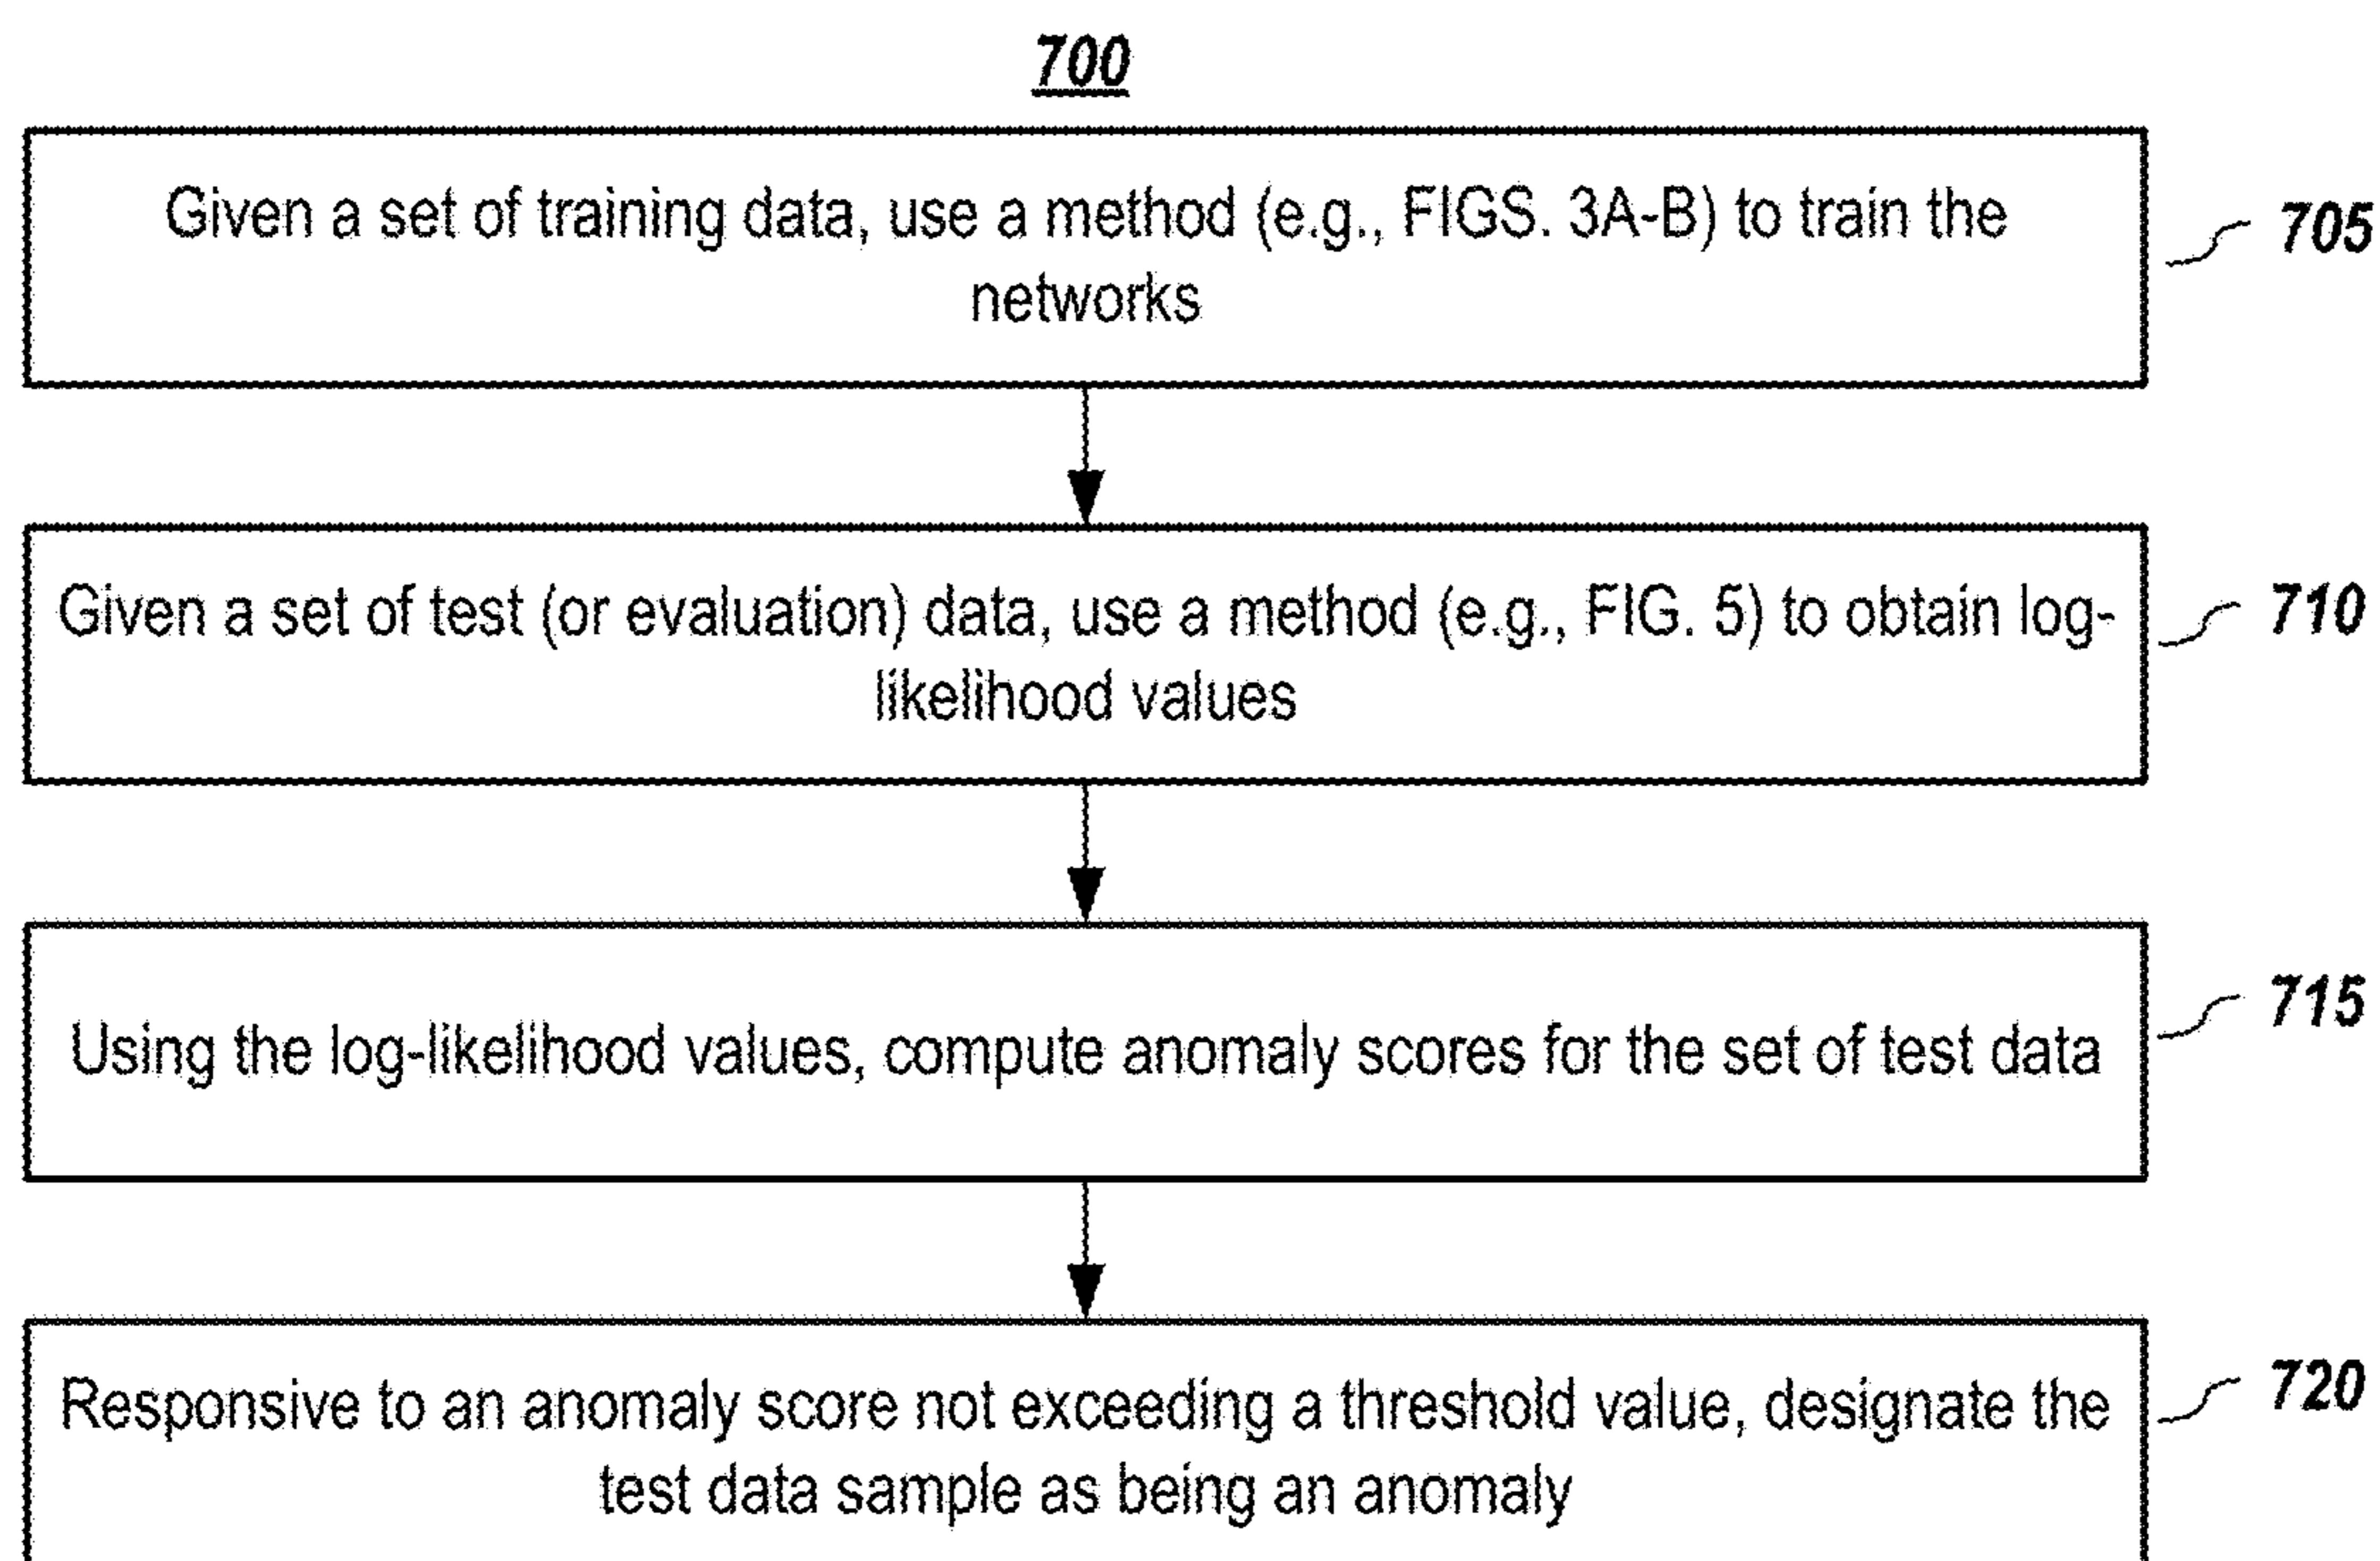 700
Given a set of training data, use a method (e.g., FIGS. 3A-B) to train the
networks
705
Given a set of test (or evaluation) data, use a method (e.g., FIG. 5) to obtain log-
likelihood values
710
Using the log-likelihood values, compute anomaly scores for the set of test data
715
Responsive to an anomaly score not exceeding a threshold value, designate the
test data sample as being an anomaly
720